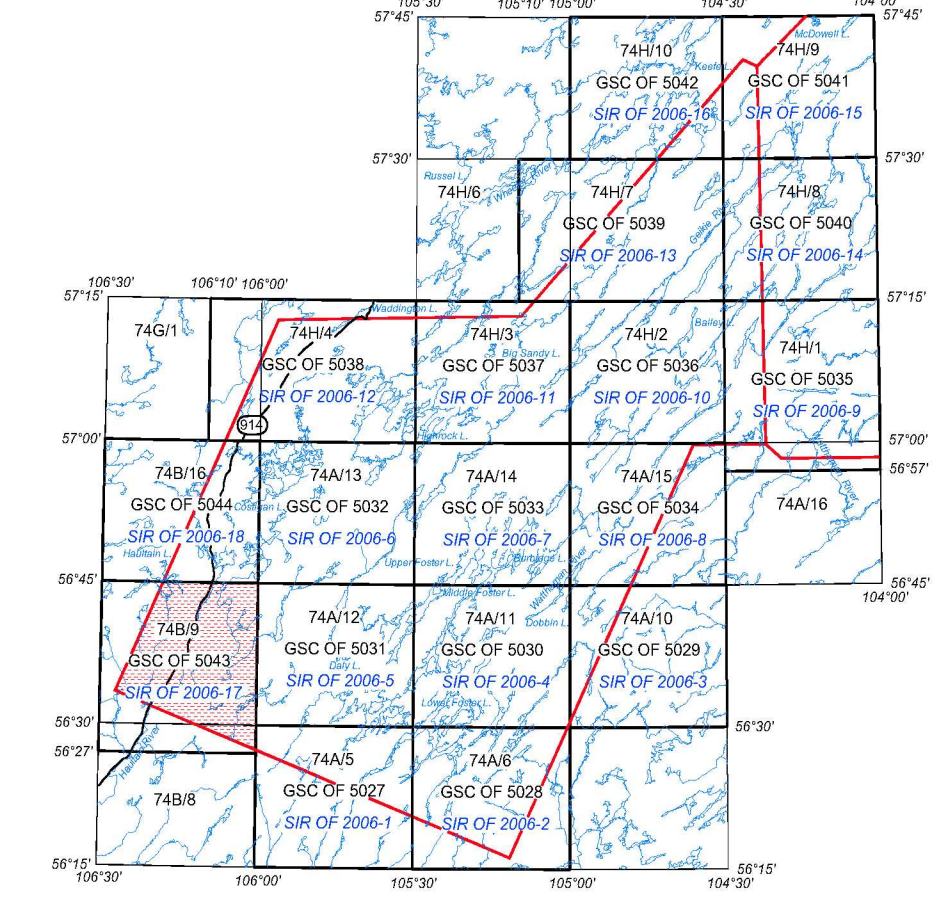 105°30'
105°10'
105°00'
104°30'
104°00'
57°45'
57°45'
McDowell L.
74H/10
Keefe L.
74H/9
GSC OF 5042
GSC OF 5041
SIR OF 2006-16
SIR OF 2006-15
57°30'
57°30'
Russel L.
Wheeler River
74H/6
74H/7
74H/8
GSC OF 5039
Geikie River
GSC OF 5040
SIR OF 2006-13
SIR OF 2006-14
106°30'
106°10'
106°00'
57°15'
57°15'
Waddington L.
74G/1
74H/4
74H/3
74H/2
Bailey L.
74H/1
Big Sandy L.
GSC OF 5038
GSC OF 5037
GSC OF 5036
GSC OF 5035
SIR OF 2006-12
SIR OF 2006-11
SIR OF 2006-10
SIR OF 2006-9
914
57°00'
57°00'
56°57'
74B/16
74A/13
74A/14
74A/15
River
74A/16
GSC OF 5044
GSC OF 5032
GSC OF 5033
GSC OF 5034
SIR OF 2006-18
SIR OF 2006-6
SIR OF 2006-7
SIR OF 2006-8
Haultain L.
Upper Foster L.
56°45'
56°45'
104°00'
Middle Foster L.
74B/9
74A/12
74A/11
Dobbin L.
74A/10
GSC OF 5043
GSC OF 5031
GSC OF 5030
GSC OF 5029
Daly L.
SIR OF 2006-17
SIR OF 2006-5
SIR OF 2006-4
SIR OF 2006-3
Lower Foster L.
56°30'
56°30'
56°27'
Haultain River
74B/8
74A/5
74A/6
GSC OF 5027
GSC OF 5028
SIR OF 2006-1
SIR OF 2006-2
56°15'
56°15'
106°30'
106°00'
105°30'
105°00'
104°30'